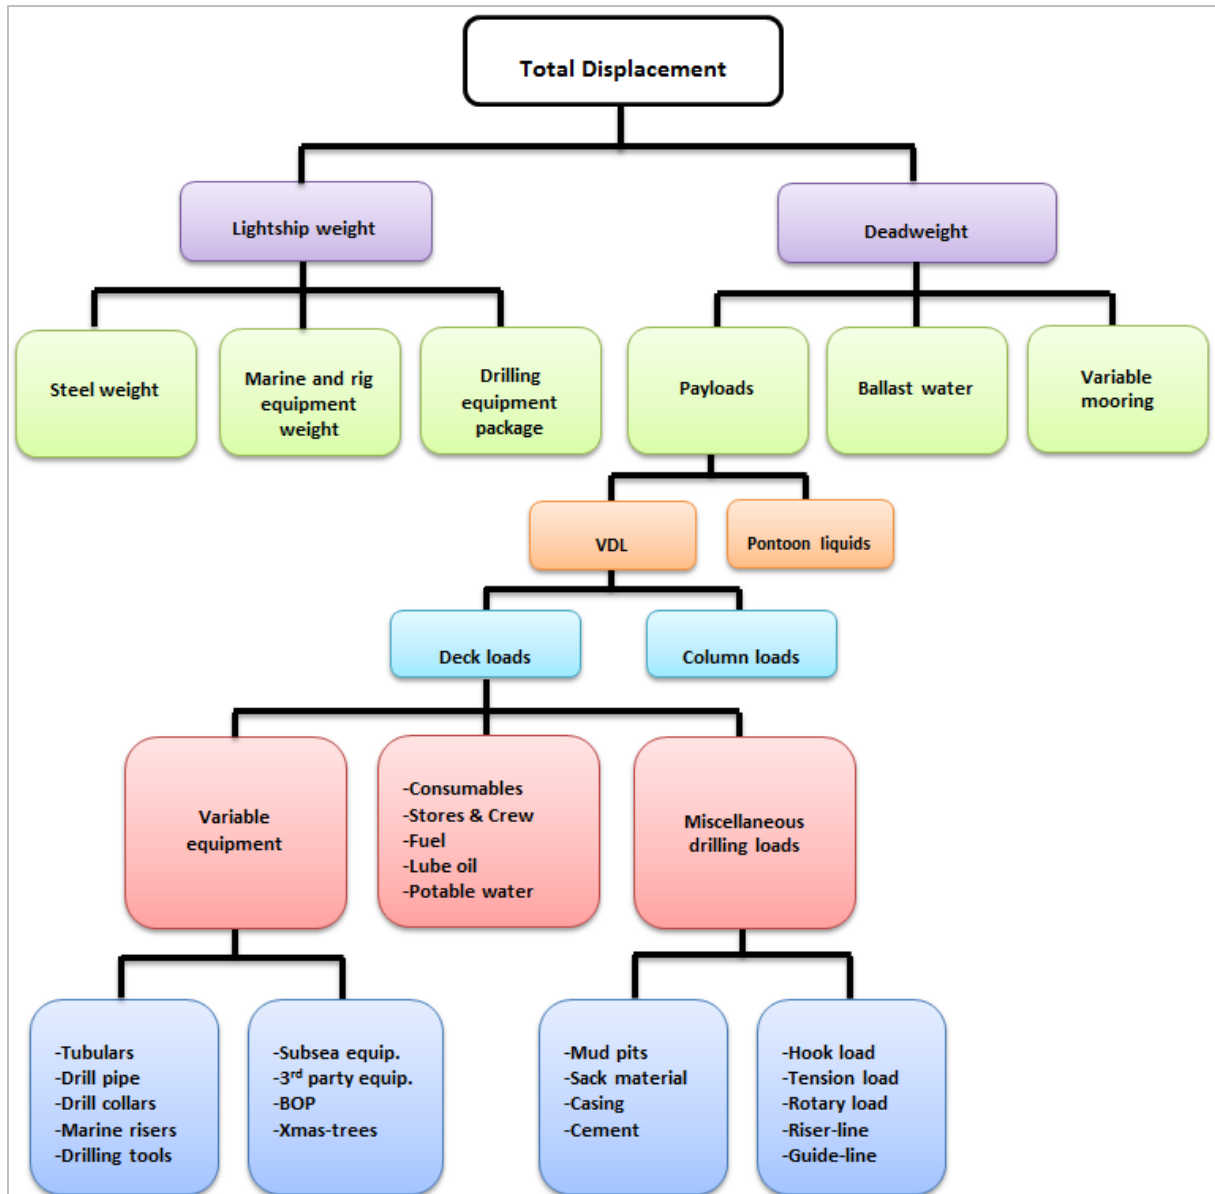 Total Displacement
Lightship weight
Deadweight
Steel weight
Marine and rig
equipment
weight
Drilling
equipment
package
Payloads
Ballast water
Variable
mooring
VDL
Pontoon liquids
Deck loads
Column loads
Variable
equipment
-Consumables
-Stores & Crew
-Fuel
-Lube oil
-Potable water
Miscellaneous
drilling loads
-Tubulars
-Drill pipe
-Drill collars
-Marine risers
-Drilling tools
-Subsea equip.
-3rd party equip.
-BOP
-Xmas-trees
-Mud pits
-Sack material
-Casing
-Cement
-Hook load
-Tension load
-Rotary load
-Riser-line
-Guide-line